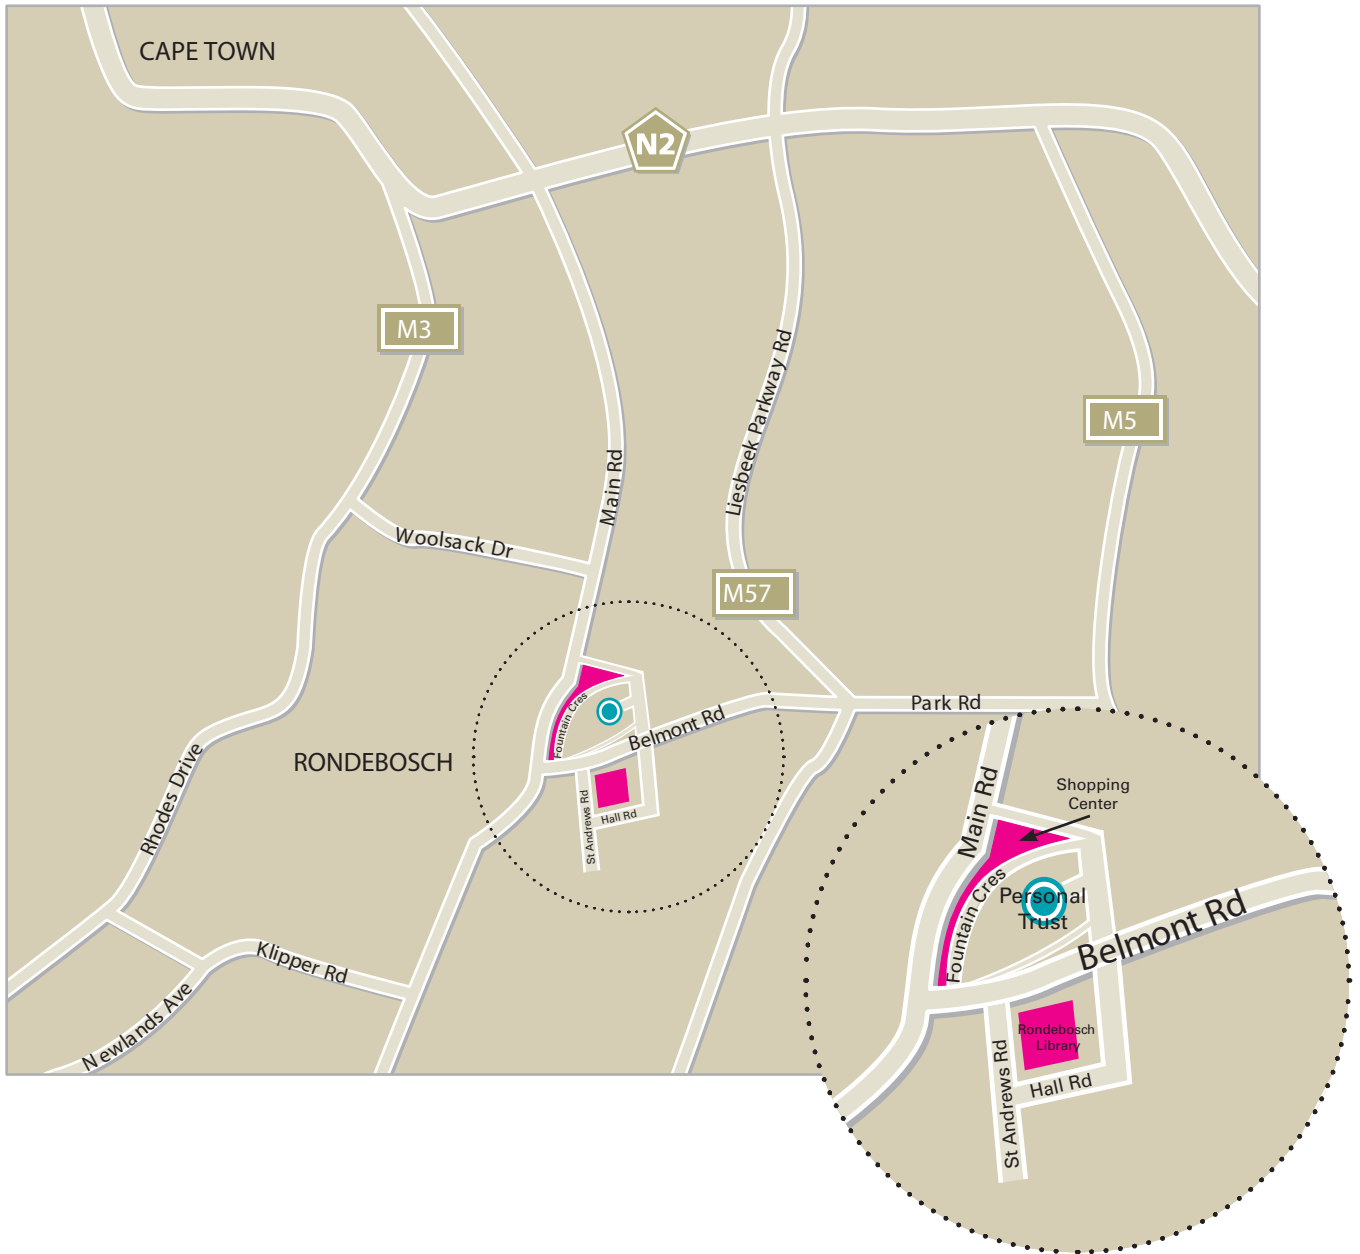 CAPE TOWN
N2
M3
Liesbeek Parkway Rd
M5
Main Rd
Woolsack Dr
M57
Fountain Cres
Park Rd
Belmont Rd
RONDEBOSCH
Rhodes Drive
St Andrews Rd
Hall Rd
Klipper Rd
Newlands Ave
Main Rd
Shopping
Center
Fountain Cres
Personal
Trust
Belmont Rd
Rondebosch
Library
St Andrews Rd
Hall Rd